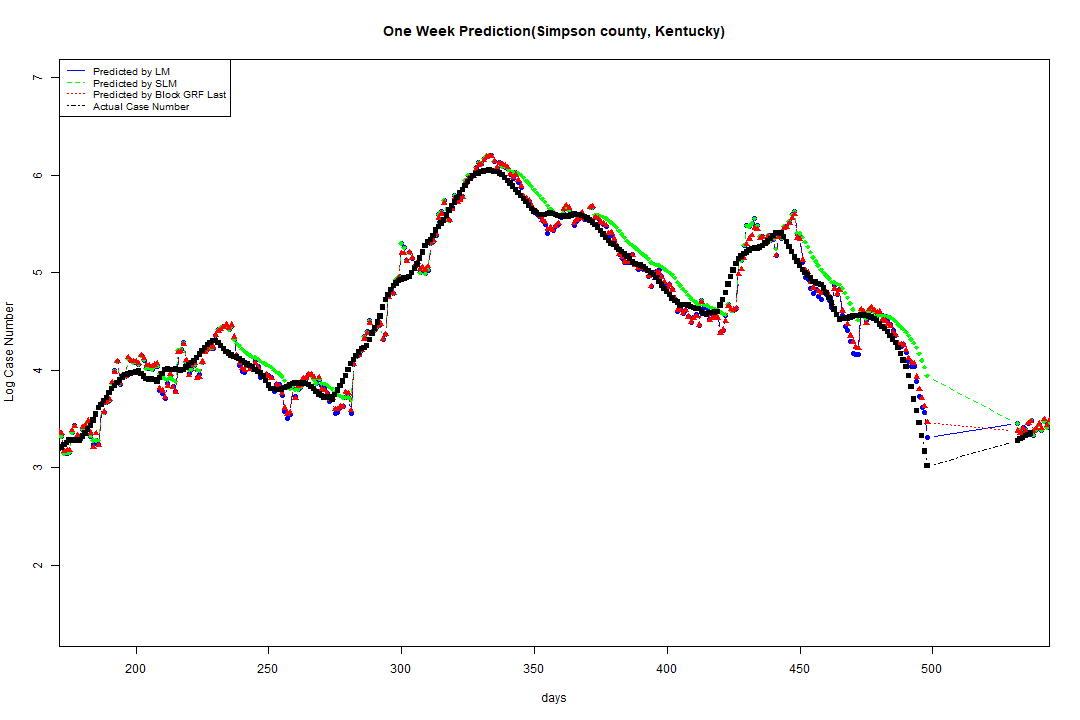 One Week Prediction(Simpson county, Kentucky)
Predicted by LM
Predicted by SLM
Predicted by Block GRF Last
Actual Case Number
Log Case Number
7
6
5
4
3
2
200 250 300 350 400 450 500
days